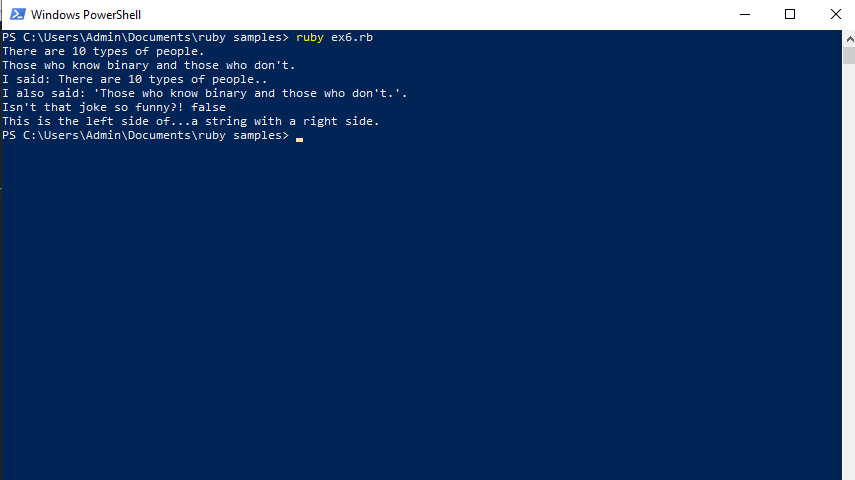 Windows PowerShell
PS C:\Users\Admin\Documents\ruby samples> ruby ex6.rb
There are 10 types of people.
Those who know binary and those who don't.
I said: There are 10 types of people..
I also said: 'Those who know binary and those who don't.'.
Isn't that joke so funny?! false
This is the left side of...a string with a right side.
PS C:\Users\Admin\Documents\ruby samples>